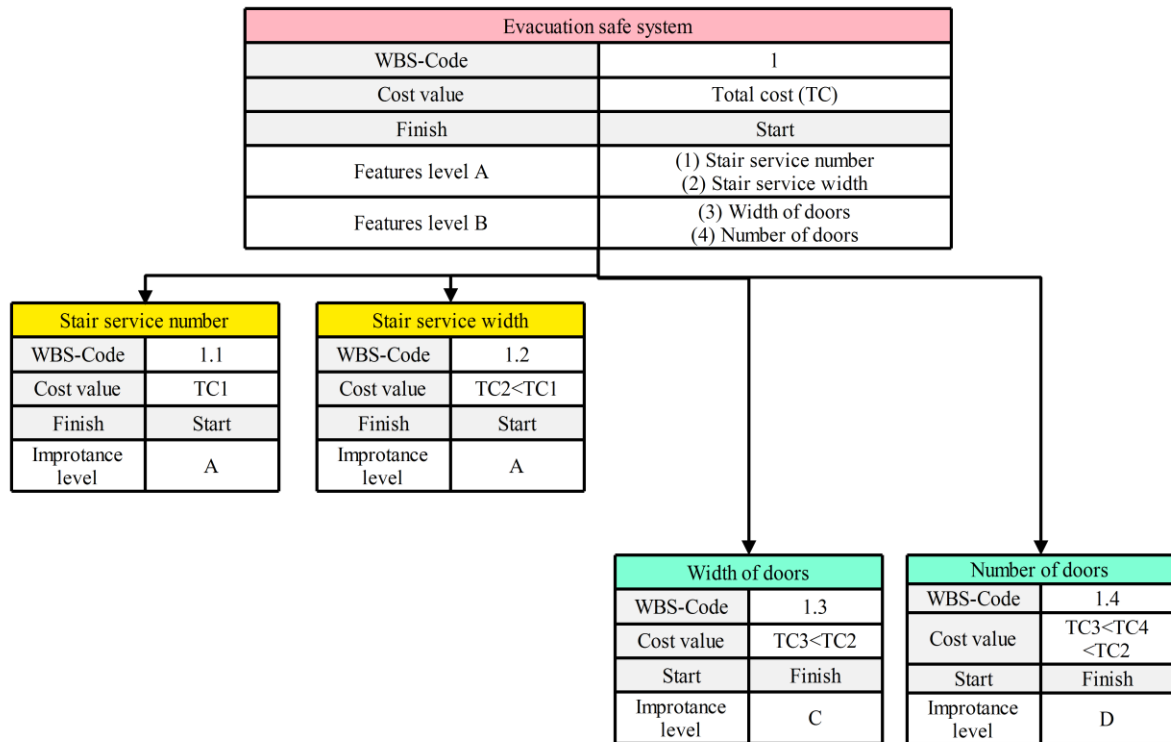 Evacuation safe system
WBS-Code 1
Cost value Total cost (TC)
Finish Start
Features level A (1) Stair service number
(2) Stair service width
Features level B (3) Width of doors
(4) Number of doors
Stair service number
WBS-Code 1.1
Cost value TC1
Finish Start
Improtance
level A
Stair service width
WBS-Code 1.2
Cost value TC2<TC1
Finish Start
Improtance
level A
Width of doors
WBS-Code 1.3
Cost value TC3<TC2
Start Finish
Improtance
level C
Number of doors
WBS-Code 1.4
Cost value TC3<TC4
<TC2
Start Finish
Improtance
level D